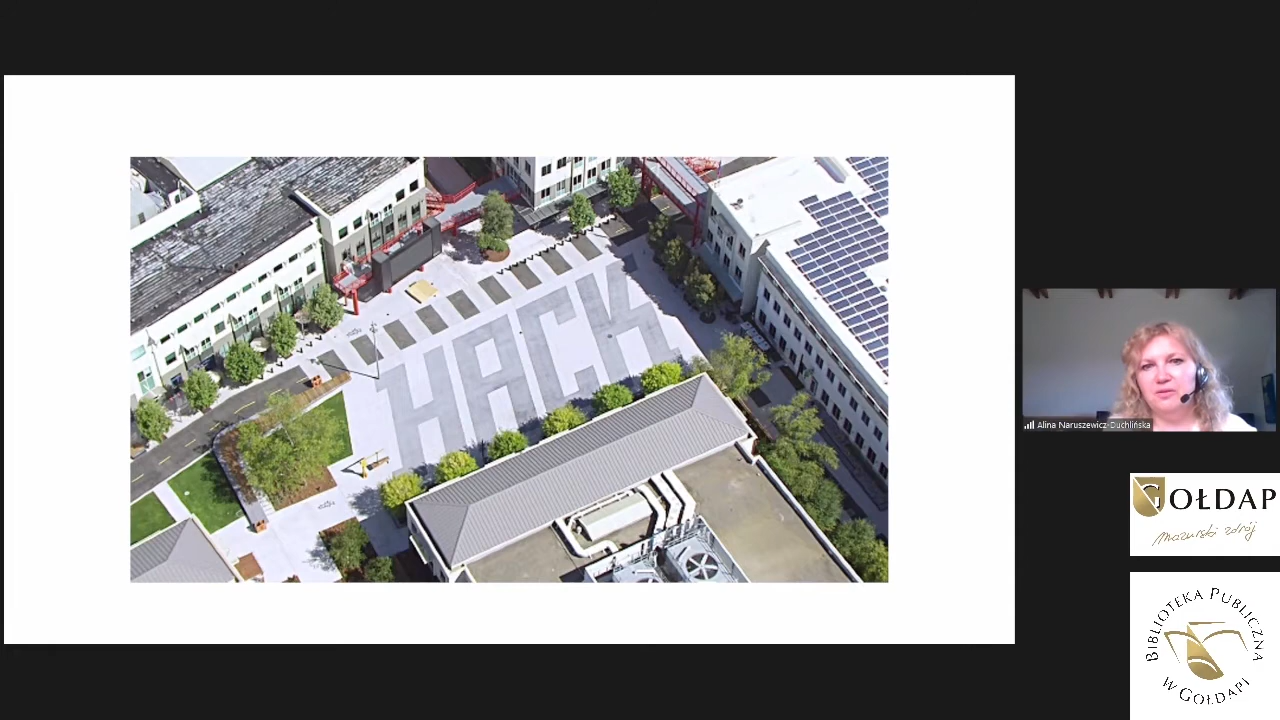 HACK
Alina Naruszewicz-Duchlińska
GOŁDAP
mazurski zdrój
BIBLIOTEKA PUBLICZNA
W GOŁDAPI